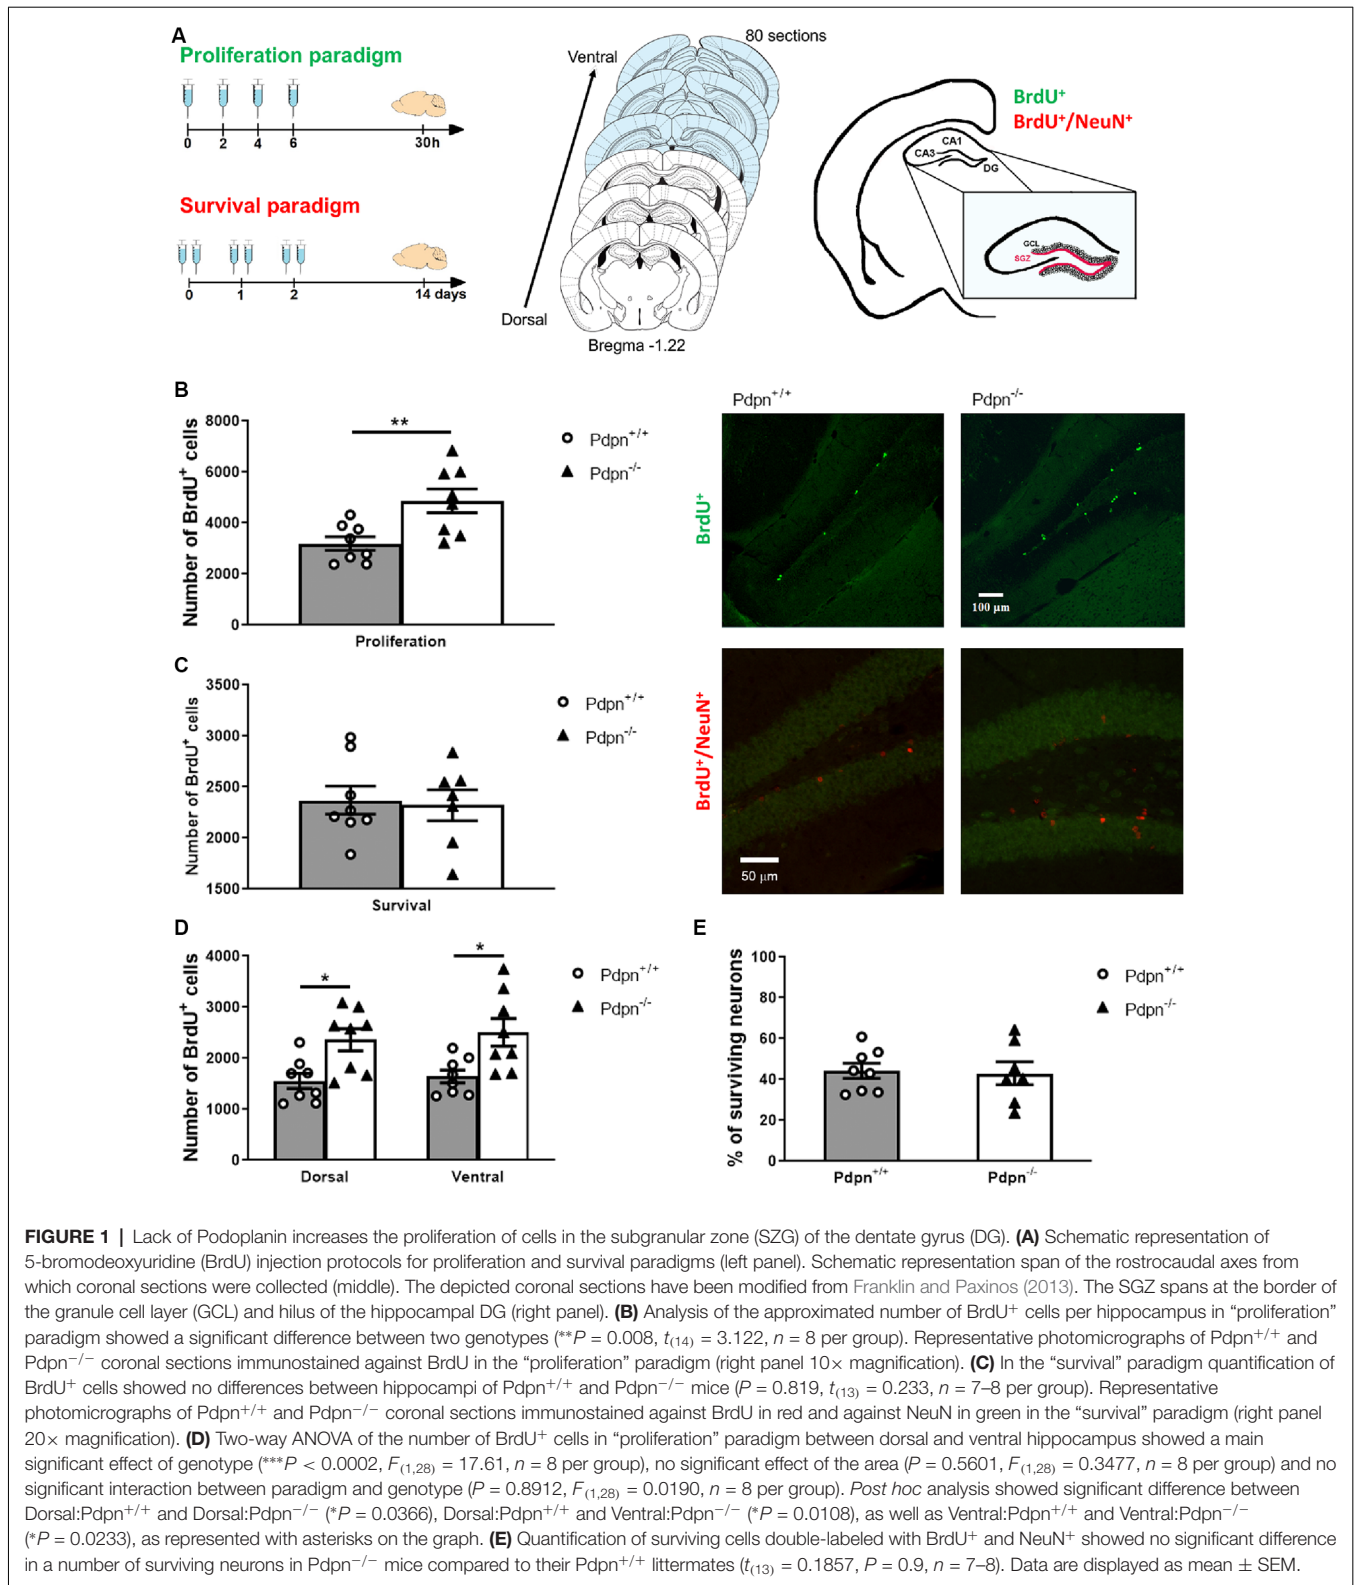 A
Proliferation paradigm
0 2 4 6 30h
Survival paradigm
0 1 2 14 days
Ventral
80 sections
Dorsal
Bregma -1.22
BrdU⁺
BrdU⁺/NeuN⁺
CA1
CA3
DG
GCL
SGZ
B
Number of BrdU⁺ cells
8000
6000
4000
2000
0
**
Proliferation
Pdpn⁺/⁺
Pdpn⁻/⁻
Pdpn⁺/⁺
Pdpn⁻/⁻
BrdU⁺
100 µm
C
Number of BrdU⁺ cells
3500
3000
2500
2000
1500
Survival
Pdpn⁺/⁺
Pdpn⁻/⁻
BrdU⁺/NeuN⁺
50 µm
D
Number of BrdU⁺ cells
4000
3000
2000
1000
0
*
*
Dorsal
Ventral
Pdpn⁺/⁺
Pdpn⁻/⁻
E
% of surviving neurons
100
80
60
40
20
0
Pdpn⁺/⁺
Pdpn⁻/⁻
Pdpn⁺/⁺
Pdpn⁻/⁻
FIGURE 1 | Lack of Podoplanin increases the proliferation of cells in the subgranular zone (SZG) of the dentate gyrus (DG). (A) Schematic representation of
5-bromodeoxyuridine (BrdU) injection protocols for proliferation and survival paradigms (left panel). Schematic representation span of the rostrocaudal axes from
which coronal sections were collected (middle). The depicted coronal sections have been modified from Franklin and Paxinos (2013). The SGZ spans at the border of
the granule cell layer (GCL) and hilus of the hippocampal DG (right panel). (B) Analysis of the approximated number of BrdU⁺ cells per hippocampus in “proliferation”
paradigm showed a significant difference between two genotypes (**P = 0.008, t₍₁₄₎ = 3.122, n = 8 per group). Representative photomicrographs of Pdpn⁺/⁺ and
Pdpn⁻/⁻ coronal sections immunostained against BrdU in the “proliferation” paradigm (right panel 10× magnification). (C) In the “survival” paradigm quantification of
BrdU⁺ cells showed no differences between hippocampi of Pdpn⁺/⁺ and Pdpn⁻/⁻ mice (P = 0.819, t₍₁₃₎ = 0.233, n = 7–8 per group). Representative
photomicrographs of Pdpn⁺/⁺ and Pdpn⁻/⁻ coronal sections immunostained against BrdU in red and against NeuN in green in the “survival” paradigm (right panel
20× magnification). (D) Two-way ANOVA of the number of BrdU⁺ cells in “proliferation” paradigm between dorsal and ventral hippocampus showed a main
significant effect of genotype (***P < 0.0002, F₍₁,₂₈₎ = 17.61, n = 8 per group), no significant effect of the area (P = 0.5601, F₍₁,₂₈₎ = 0.3477, n = 8 per group) and no
significant interaction between paradigm and genotype (P = 0.8912, F₍₁,₂₈₎ = 0.0190, n = 8 per group). Post hoc analysis showed significant difference between
Dorsal:Pdpn⁺/⁺ and Dorsal:Pdpn⁻/⁻ (*P = 0.0366), Dorsal:Pdpn⁺/⁺ and Ventral:Pdpn⁻/⁻ (*P = 0.0108), as well as Ventral:Pdpn⁺/⁺ and Ventral:Pdpn⁻/⁻
(*P = 0.0233), as represented with asterisks on the graph. (E) Quantification of surviving cells double-labeled with BrdU⁺ and NeuN⁺ showed no significant difference
in a number of surviving neurons in Pdpn⁻/⁻ mice compared to their Pdpn⁺/⁺ littermates (t₍₁₃₎ = 0.1857, P = 0.9, n = 7–8). Data are displayed as mean ± SEM.